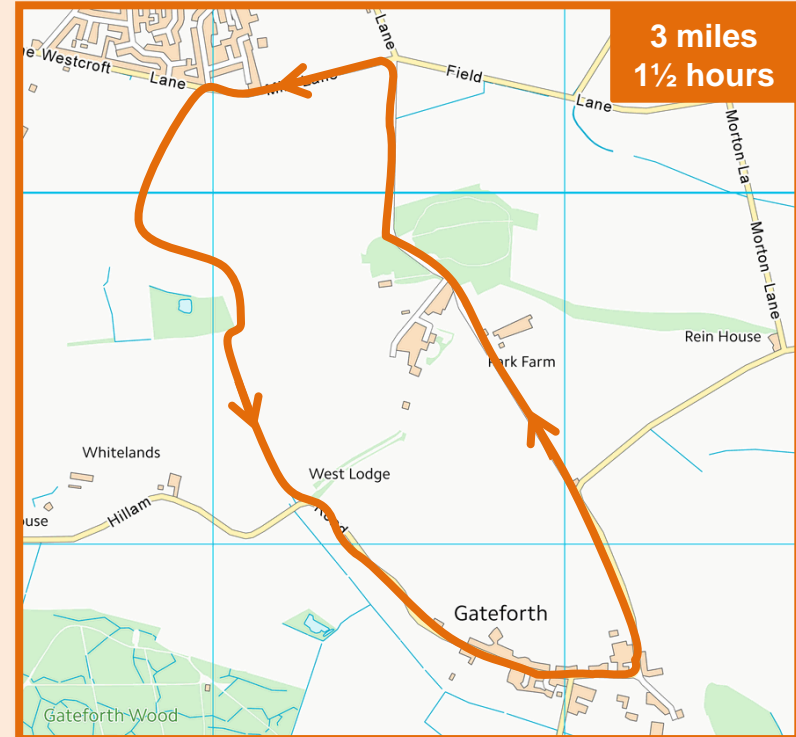 3 miles
1½ hours
Lane
ne Westcroft
Lane
Field
Lane
Morton La
Morton Lane
Rein House
Park Farm
Whitelands
West Lodge
Hillam
Road
ouse
Gateforth
Gateforth Wood